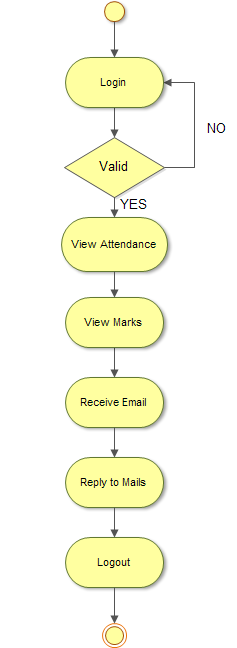 Login
NO
Valid
YES
View Attendance
View Marks
Receive Email
Reply to Mails
Logout